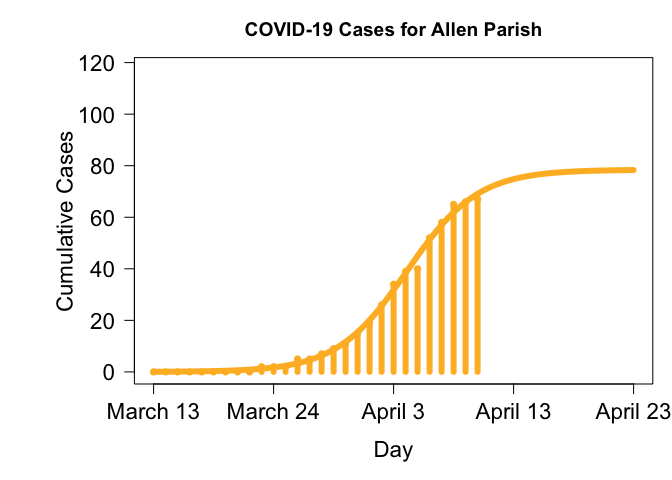 COVID-19 Cases for Allen Parish
120
100
80
60
40
20
0
Cumulative Cases
March 13 March 24 April 3 April 13 April 23
Day